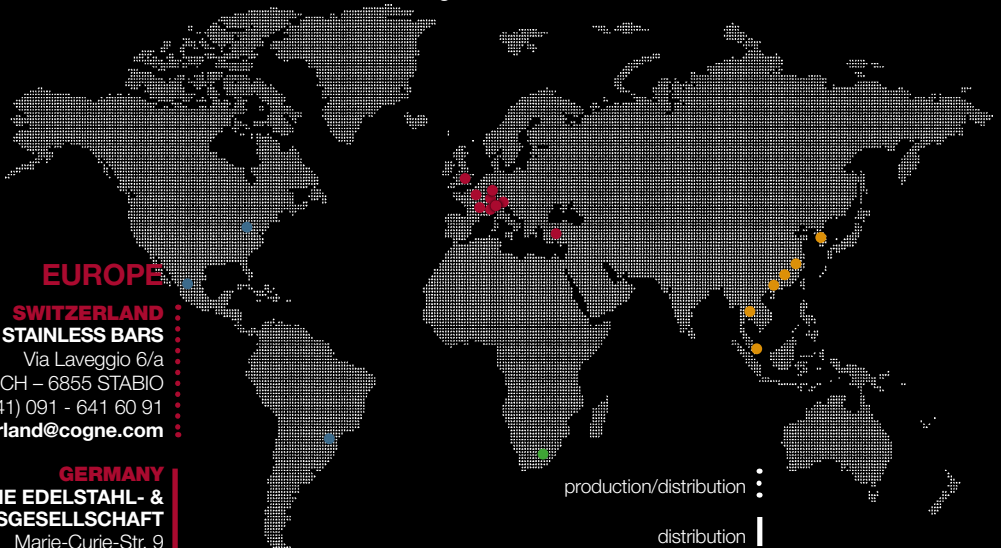 EUROPE
SWITZERLAND
STAINLESS BARS
Via Laveggio 6/a
CH – 6855 STABIO
41) 091 - 641 60 91
rland@cogne.com
GERMANY
IE EDELSTAHL- &
SGESELLSCHAFT
Marie-Curie-Str. 9
production/distribution
distribution